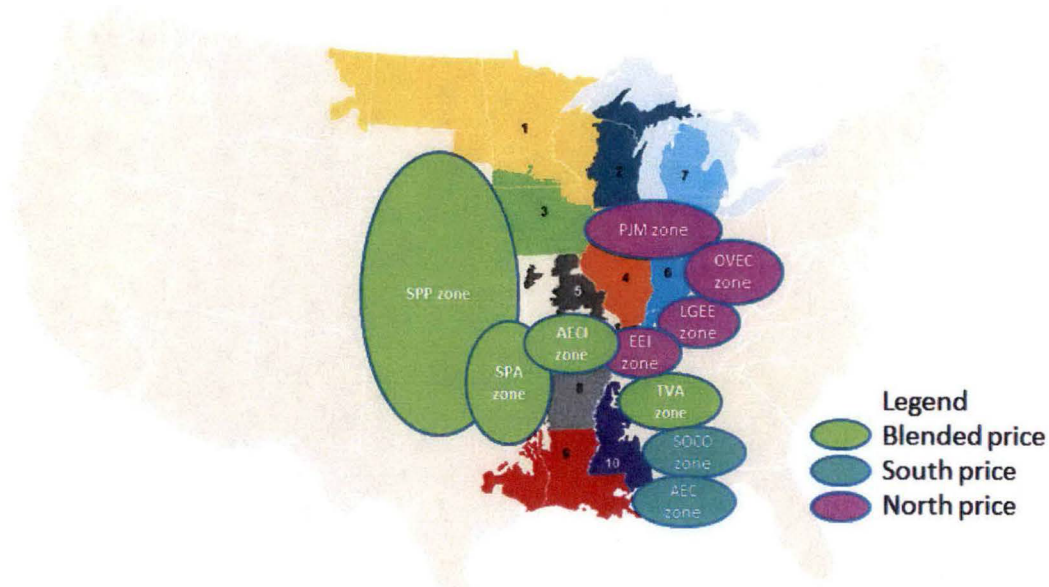 1
2
7
3
PJM zone
OVEC
zone
6
4
SPP zone
5
LGEE
zone
AECI
zone
EEI
zone
SPA
zone
8
TVA
zone
SOCO
zone
9
10
AEC
zone
Legend
Blended price
South price
North price